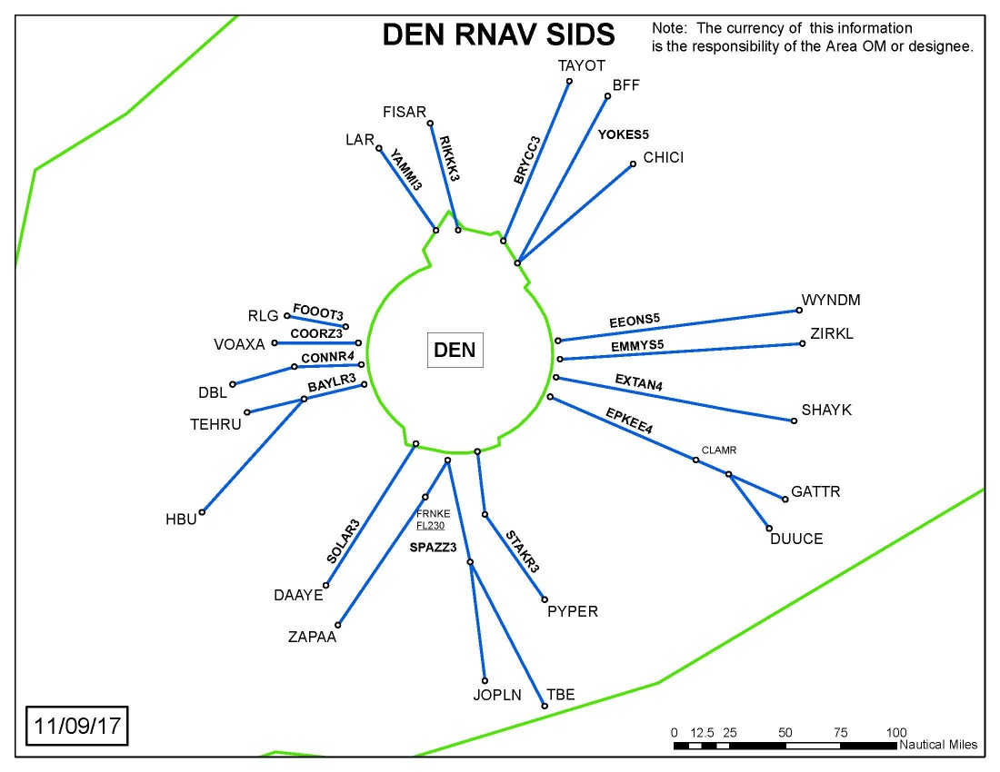 DEN RNAV SIDS
Note: The currency of this information
is the responsibility of the Area OM or designee.
TAYOT
BFF
FISAR
LAR
YOKES5
CHICI
RIKKK3
YAMMI3
BRYCC3
WYNDM
RLG
FOOOT3
EEONS5
ZIRKL
VOAXA
COORZ3
EMMYS5
DEN
CONNR4
DBL
BAYLR3
EXTAN4
SHAYK
TEHRU
EPKEE4
CLAMR
GATTR
HBU
FRNKE
FL230
DUUCE
SOLAR3
SPAZZ3
STAKR3
DAAYE
PYPER
ZAPAA
JOPLN
TBE
11/09/17
0 12.5 25 50 75 100
Nautical Miles